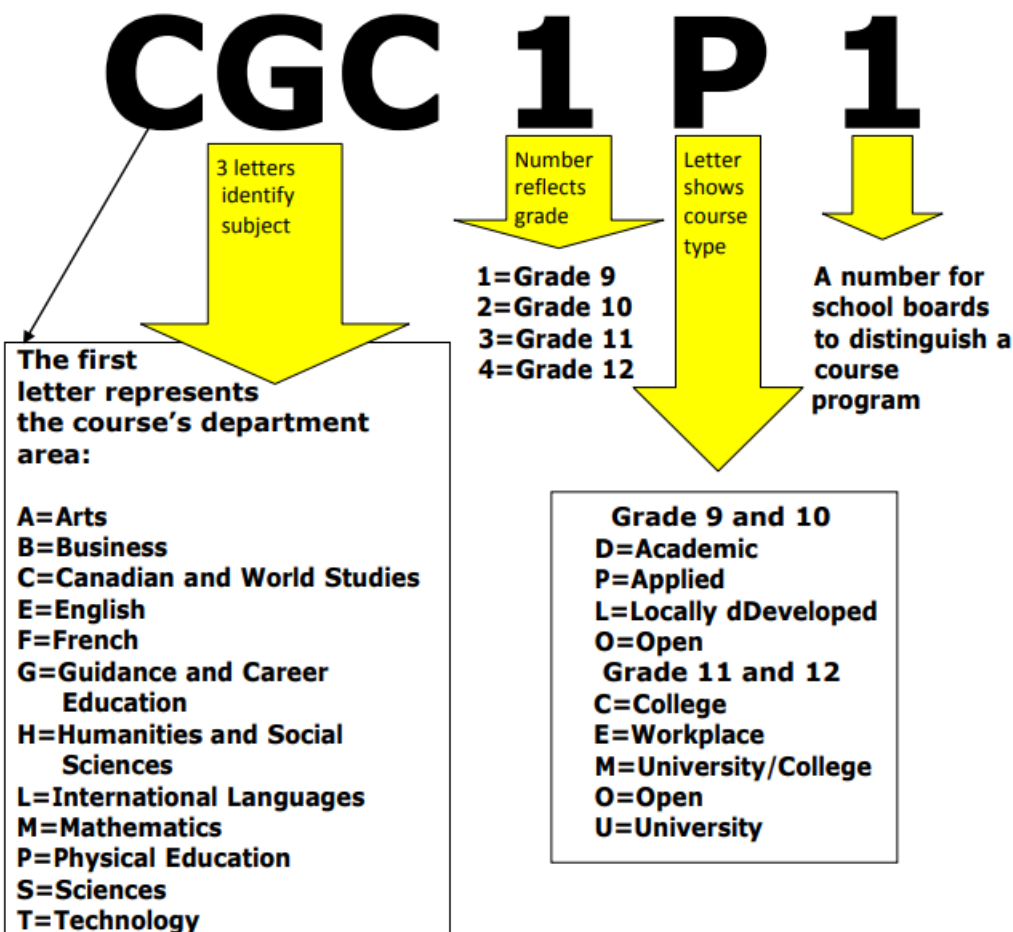 CGC 1 P 1
3 letters
identify
subject
Number
reflects
grade
Letter
shows
course
type
1=Grade 9
2=Grade 10
3=Grade 11
4=Grade 12
A number for
school boards
to distinguish a
course
program
The first
letter represents
the course’s department
area:
A=Arts
B=Business
C=Canadian and World Studies
E=English
F=French
G=Guidance and Career
Education
H=Humanities and Social
Sciences
L=International Languages
M=Mathematics
P=Physical Education
S=Sciences
T=Technology
Grade 9 and 10
D=Academic
P=Applied
L=Locally dDeveloped
O=Open
Grade 11 and 12
C=College
E=Workplace
M=University/College
O=Open
U=University